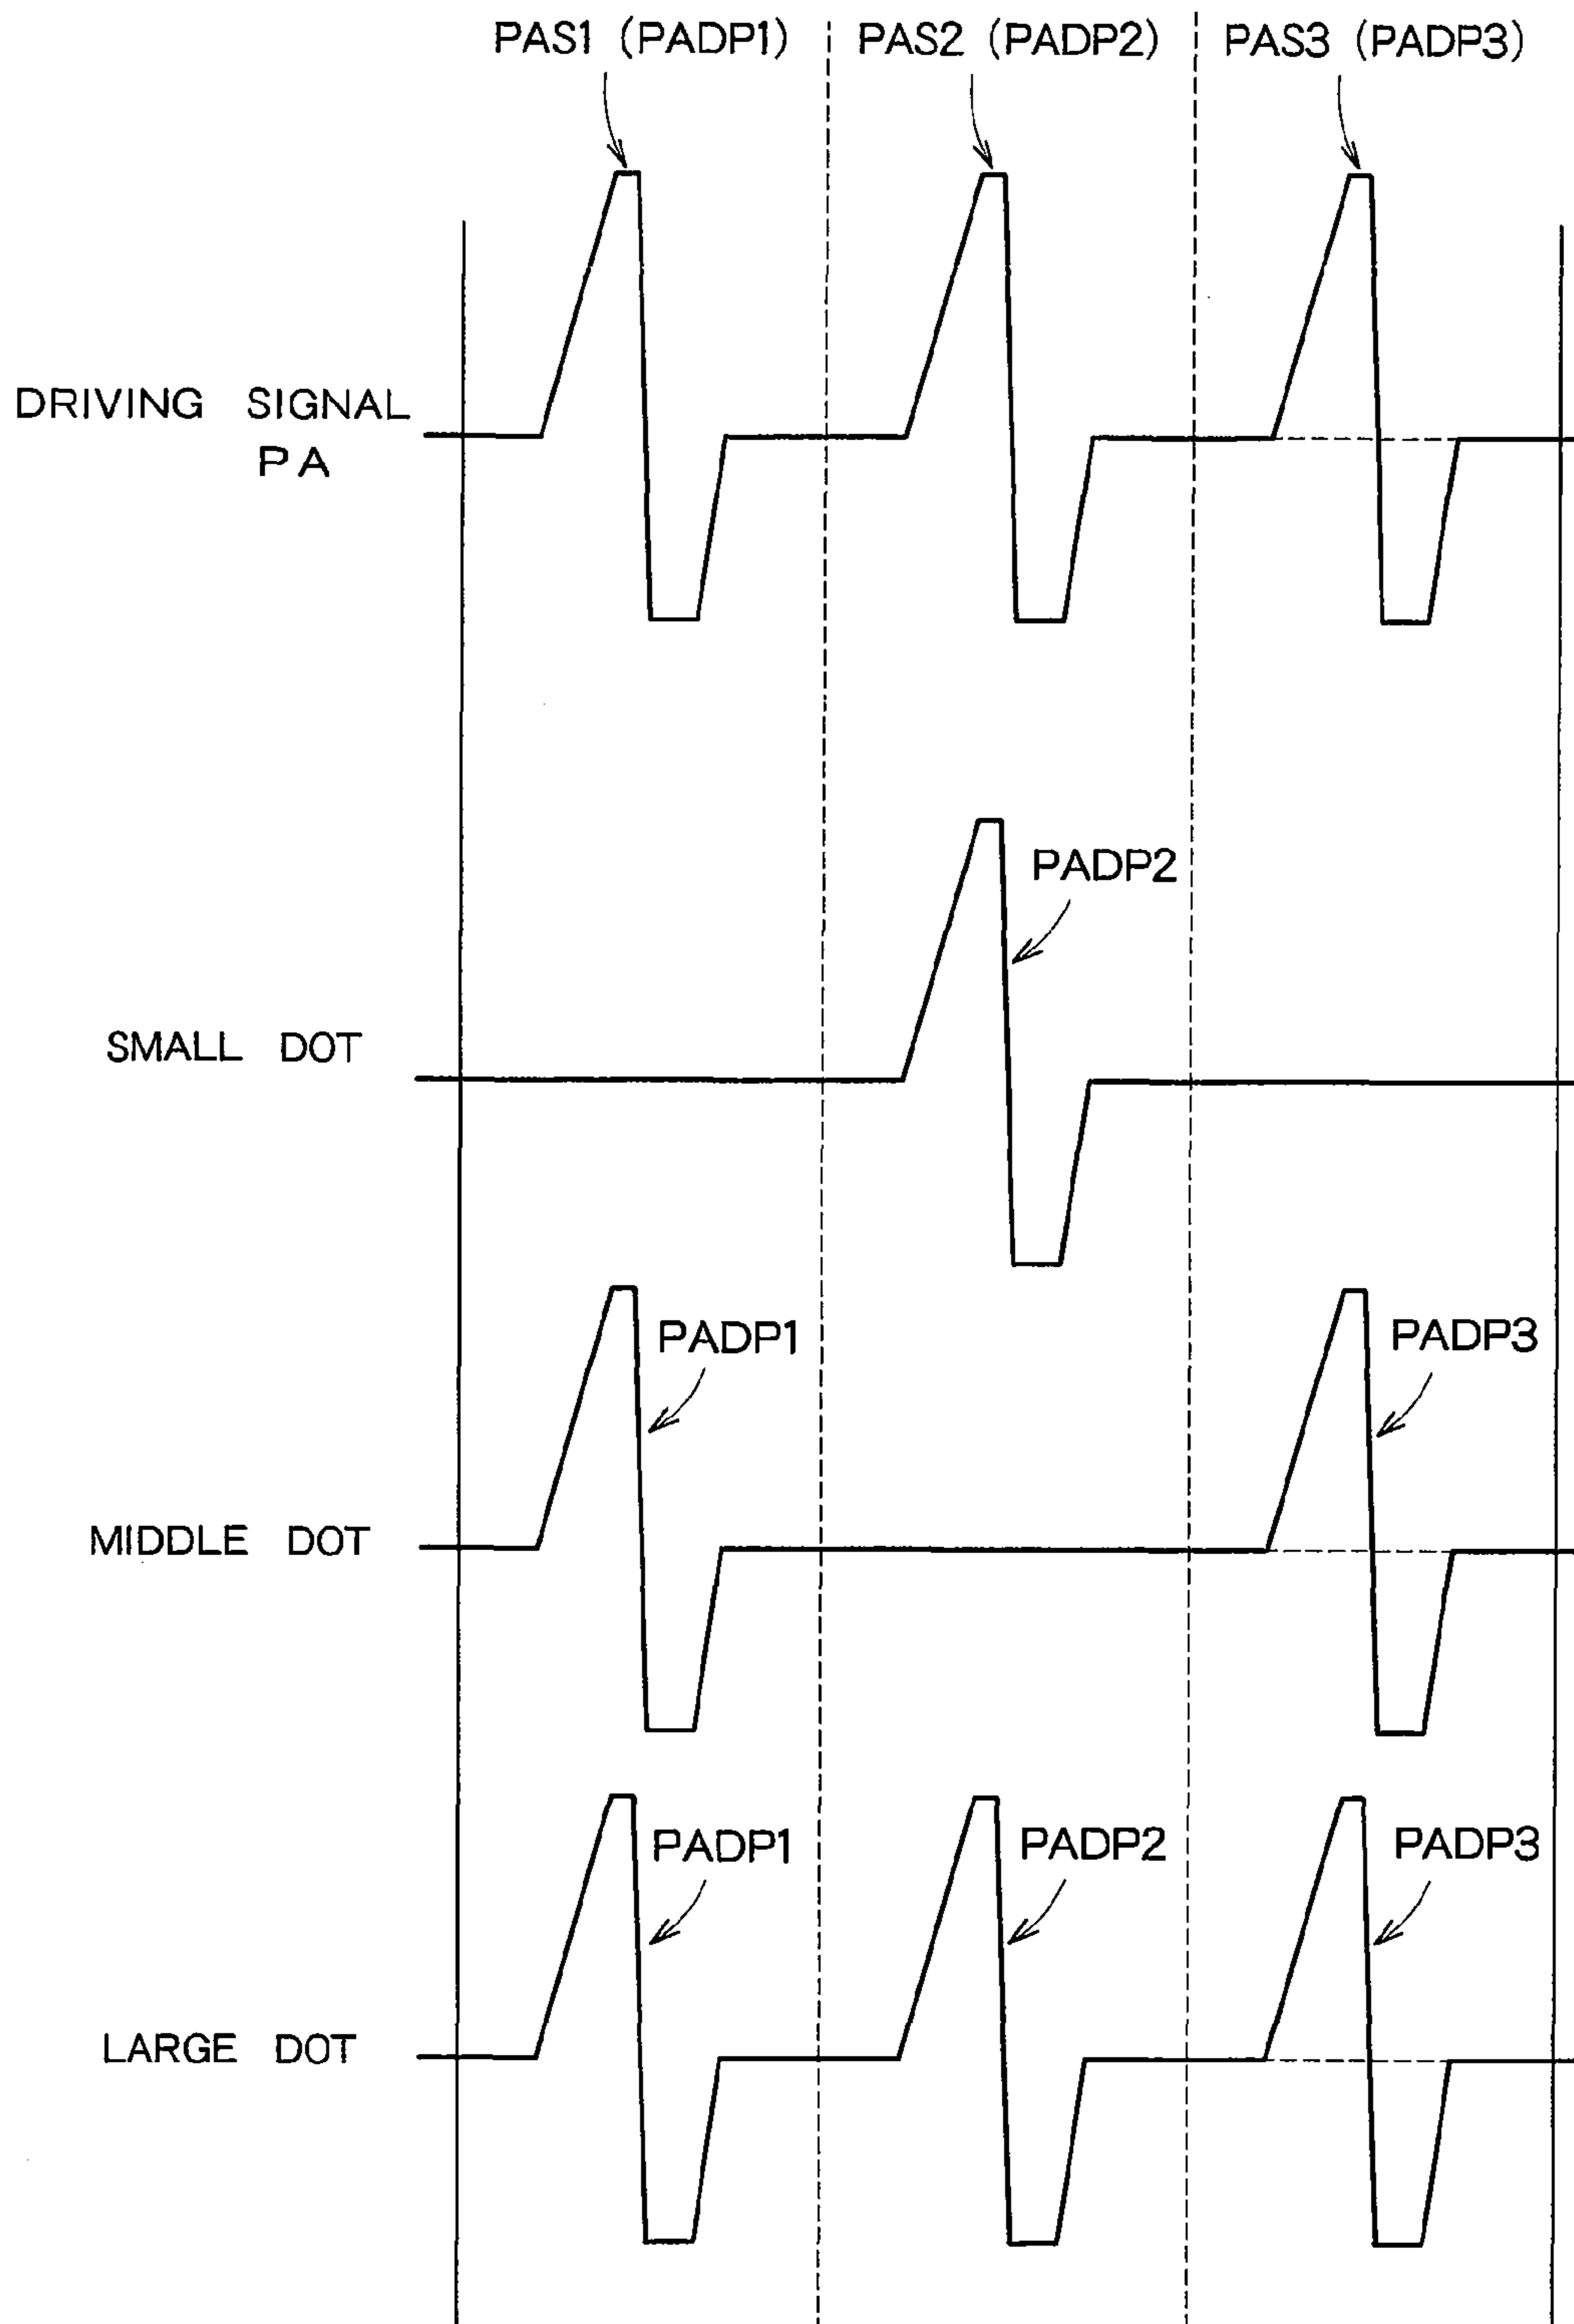 PAS1 (PADP1)
PAS2 (PADP2)
PAS3 (PADP3)
DRIVING SIGNAL
PA
PADP2
SMALL DOT
PADP1
PADP3
MIDDLE DOT
PADP1
PADP2
PADP3
LARGE DOT